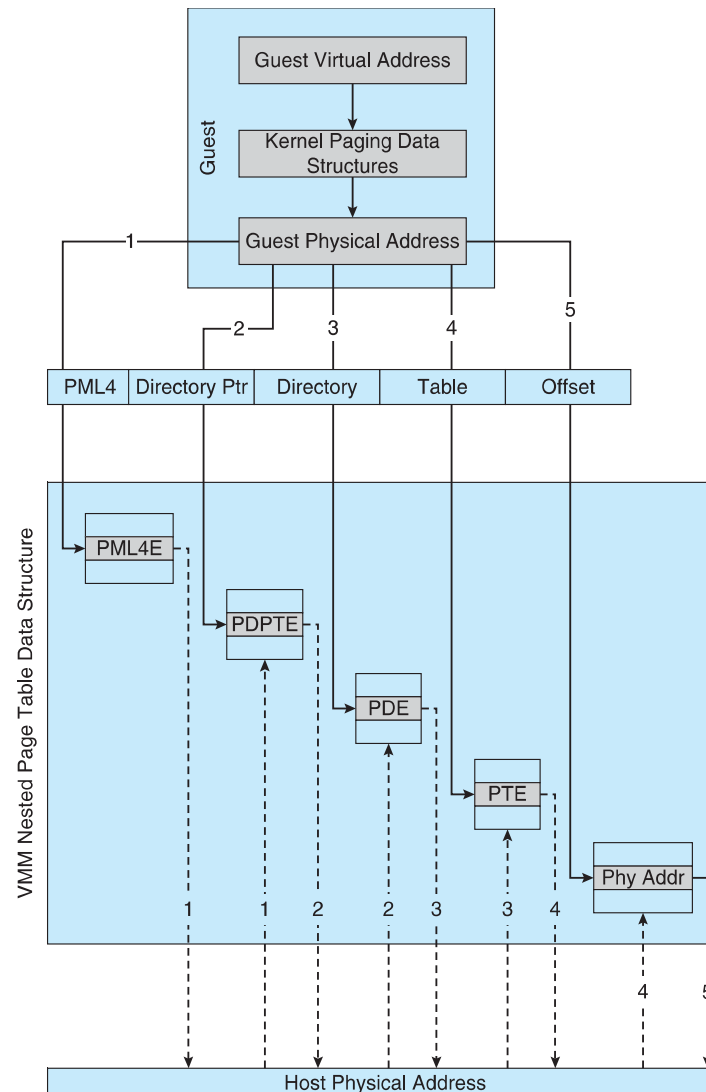 Guest Virtual Address
Kernel Paging Data
Structures
Guest
Guest Physical Address
1
2
3
4
5
PML4
Directory Ptr
Directory
Table
Offset
VMM Nested Page Table Data Structure
PML4E
PDPTE
PDE
PTE
Phy Addr
1
1
2
2
3
3
4
4
5
Host Physical Address